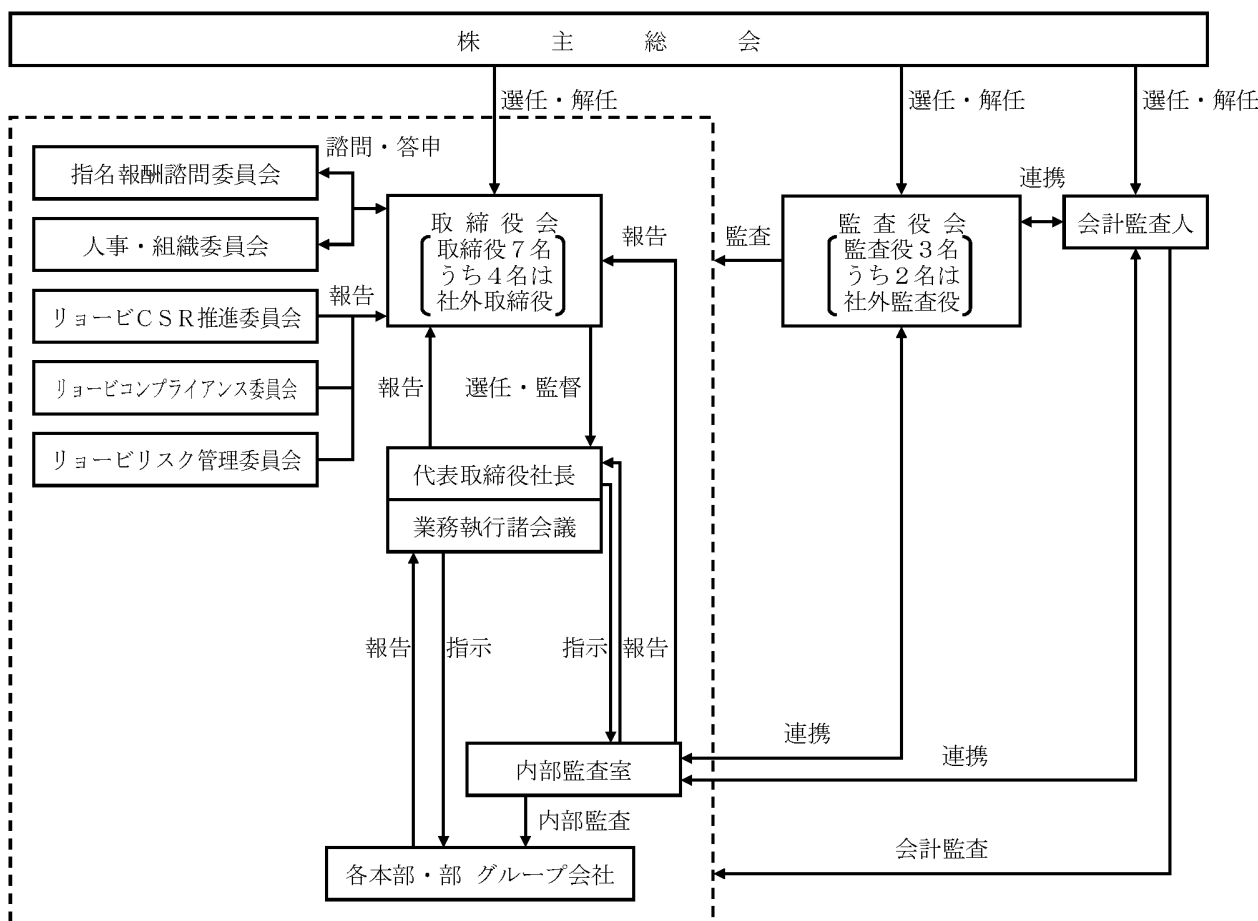 株主総会
選任・解任
選任・解任
選任・解任
諮問・答申
指名報酬諮問委員会
人事・組織委員会
リョービCSR推進委員会
リョービコンプライアンス委員会
リョービリスク管理委員会
報告
取締役会
取締役7名
うち4名は
社外取締役
報告
監査
監査役会
監査役3名
うち2名は
社外監査役
連携
会計監査人
報告
選任・監督
代表取締役社長
業務執行諸会議
報告
指示
指示
報告
連携
連携
内部監査室
内部監査
会計監査
各本部・部 グループ会社